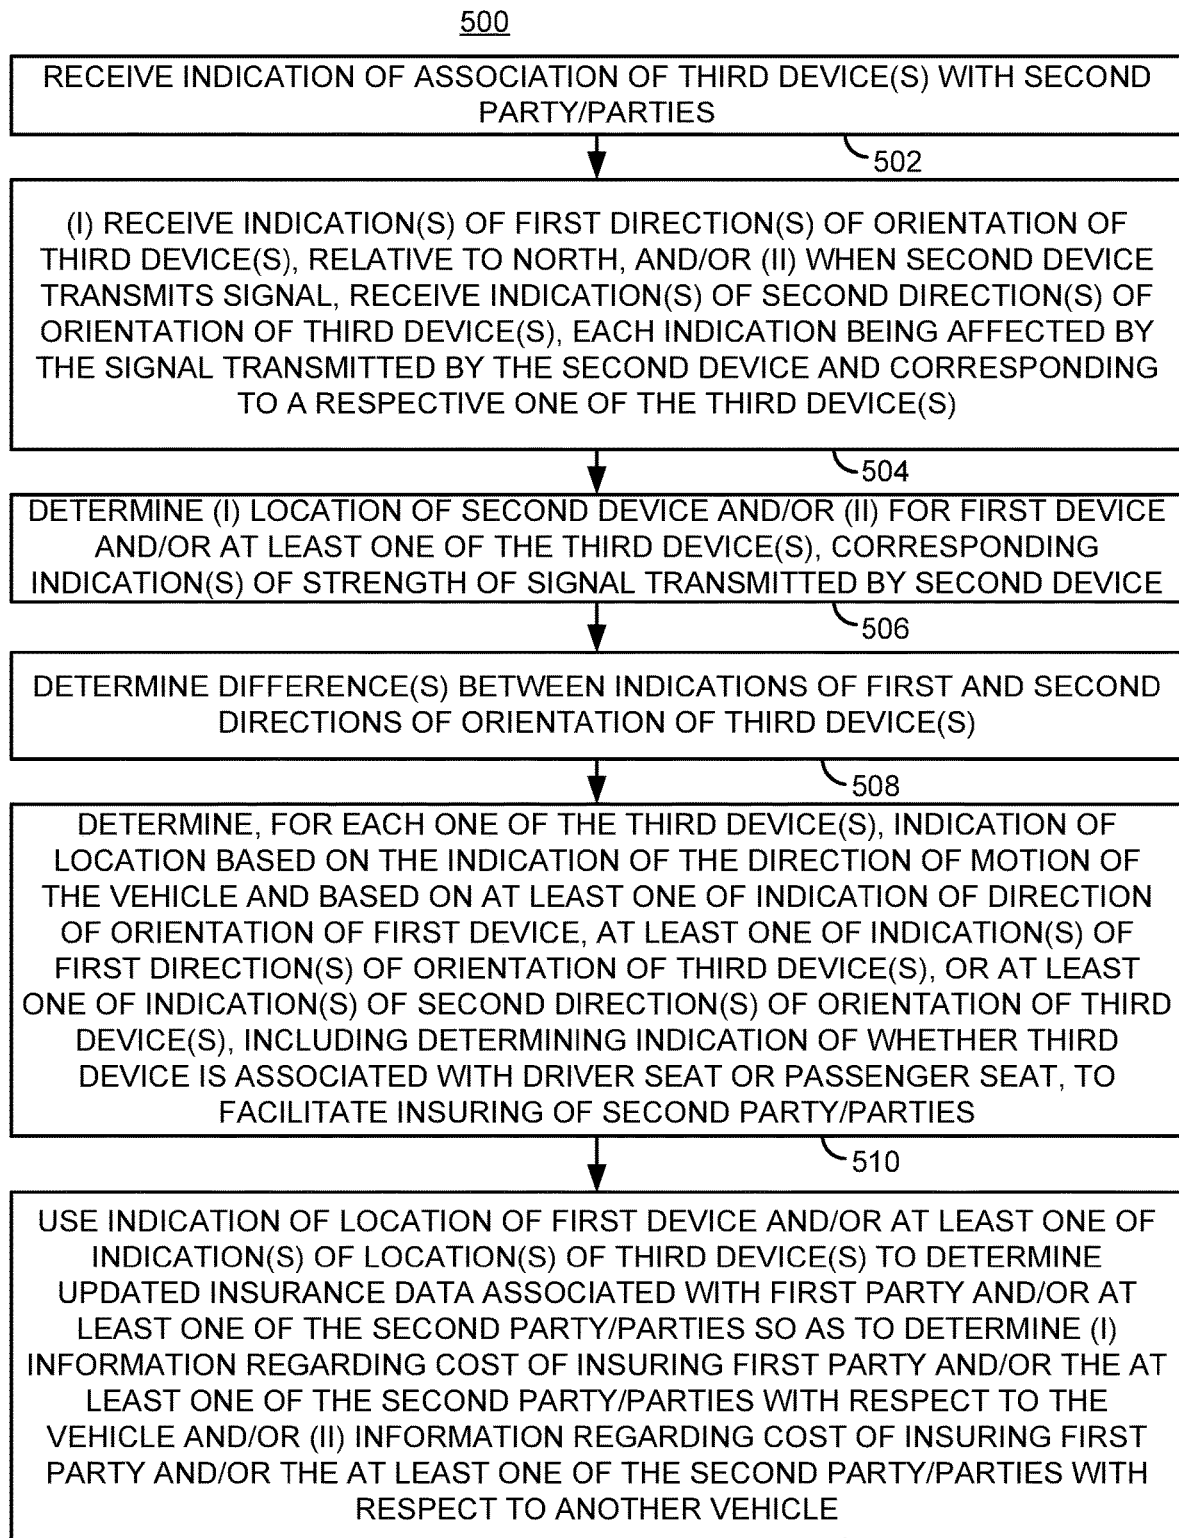 500
RECEIVE INDICATION OF ASSOCIATION OF THIRD DEVICE(S) WITH SECOND
PARTY/PARTIES
502
(I) RECEIVE INDICATION(S) OF FIRST DIRECTION(S) OF ORIENTATION OF
THIRD DEVICE(S), RELATIVE TO NORTH, AND/OR (II) WHEN SECOND DEVICE
TRANSMITS SIGNAL, RECEIVE INDICATION(S) OF SECOND DIRECTION(S) OF
ORIENTATION OF THIRD DEVICE(S), EACH INDICATION BEING AFFECTED BY
THE SIGNAL TRANSMITTED BY THE SECOND DEVICE AND CORRESPONDING
TO A RESPECTIVE ONE OF THE THIRD DEVICE(S)
504
DETERMINE (I) LOCATION OF SECOND DEVICE AND/OR (II) FOR FIRST DEVICE
AND/OR AT LEAST ONE OF THE THIRD DEVICE(S), CORRESPONDING
INDICATION(S) OF STRENGTH OF SIGNAL TRANSMITTED BY SECOND DEVICE
506
DETERMINE DIFFERENCE(S) BETWEEN INDICATIONS OF FIRST AND SECOND
DIRECTIONS OF ORIENTATION OF THIRD DEVICE(S)
508
DETERMINE, FOR EACH ONE OF THE THIRD DEVICE(S), INDICATION OF
LOCATION BASED ON THE INDICATION OF THE DIRECTION OF MOTION OF
THE VEHICLE AND BASED ON AT LEAST ONE OF INDICATION OF DIRECTION
OF ORIENTATION OF FIRST DEVICE, AT LEAST ONE OF INDICATION(S) OF
FIRST DIRECTION(S) OF ORIENTATION OF THIRD DEVICE(S), OR AT LEAST
ONE OF INDICATION(S) OF SECOND DIRECTION(S) OF ORIENTATION OF THIRD
DEVICE(S), INCLUDING DETERMINING INDICATION OF WHETHER THIRD
DEVICE IS ASSOCIATED WITH DRIVER SEAT OR PASSENGER SEAT, TO
FACILITATE INSURING OF SECOND PARTY/PARTIES
510
USE INDICATION OF LOCATION OF FIRST DEVICE AND/OR AT LEAST ONE OF
INDICATION(S) OF LOCATION(S) OF THIRD DEVICE(S) TO DETERMINE
UPDATED INSURANCE DATA ASSOCIATED WITH FIRST PARTY AND/OR AT
LEAST ONE OF THE SECOND PARTY/PARTIES SO AS TO DETERMINE (I)
INFORMATION REGARDING COST OF INSURING FIRST PARTY AND/OR THE AT
LEAST ONE OF THE SECOND PARTY/PARTIES WITH RESPECT TO THE
VEHICLE AND/OR (II) INFORMATION REGARDING COST OF INSURING FIRST
PARTY AND/OR THE AT LEAST ONE OF THE SECOND PARTY/PARTIES WITH
RESPECT TO ANOTHER VEHICLE